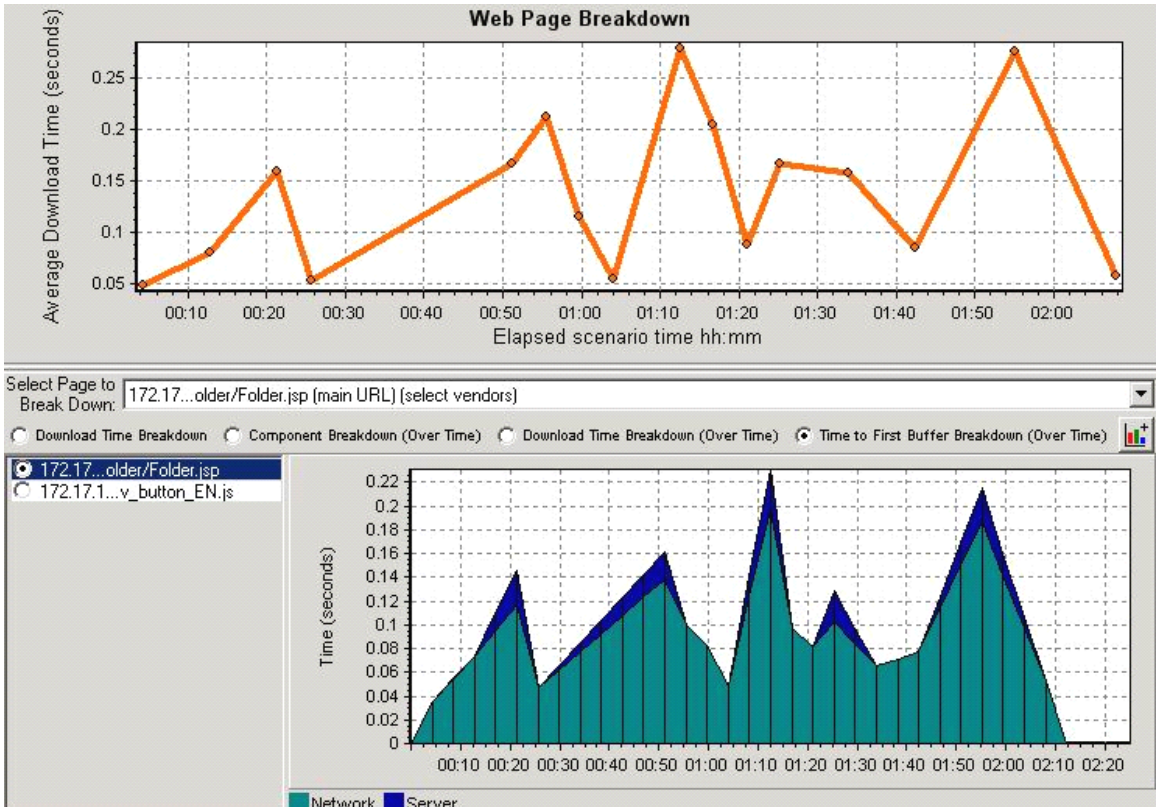 Web Page Breakdown
Average Download Time (seconds)
0.25
0.2
0.15
0.1
0.05
00:10 00:20 00:30 00:40 00:50 01:00 01:10 01:20 01:30 01:40 01:50 02:00
Elapsed scenario time hh:mm
Select Page to
Break Down:
172.17...older/Folder.jsp (main URL) (select vendors)
Download Time Breakdown Component Breakdown (Over Time) Download Time Breakdown (Over Time) Time to First Buffer Breakdown (Over Time)
172.17...older/Folder.jsp
172.17.1...v_button_EN.js
Time (seconds)
0.22
0.2
0.18
0.16
0.14
0.12
0.1
0.08
0.06
0.04
0.02
0
00:10 00:20 00:30 00:40 00:50 01:00 01:10 01:20 01:30 01:40 01:50 02:00 02:10 02:20
Network Server